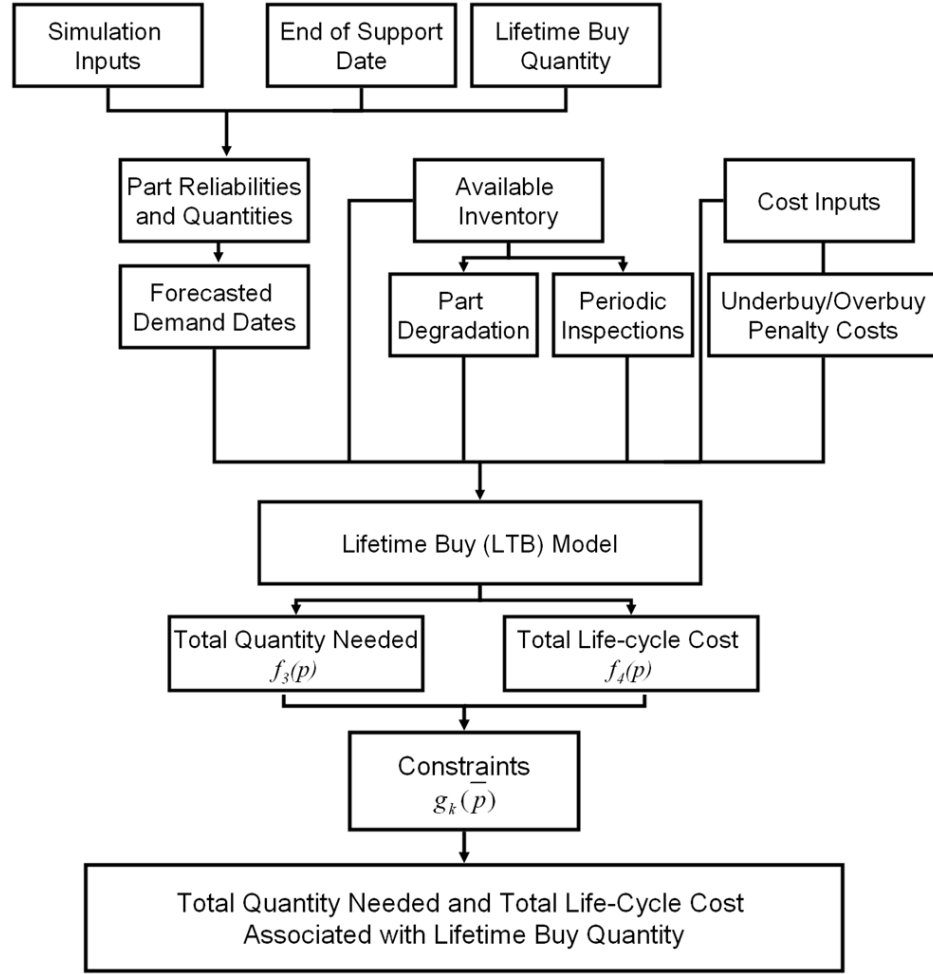 Simulation
Inputs
End of Support
Date
Lifetime Buy
Quantity
Part Reliabilities
and Quantities
Available
Inventory
Cost Inputs
Forecasted
Demand Dates
Part
Degradation
Periodic
Inspections
Underbuy/Overbuy
Penalty Costs
Lifetime Buy (LTB) Model
Total Quantity Needed
f₃(p)
Total Life-cycle Cost
f₄(p)
Constraints
gₖ(p̅)
Total Quantity Needed and Total Life-Cycle Cost
Associated with Lifetime Buy Quantity